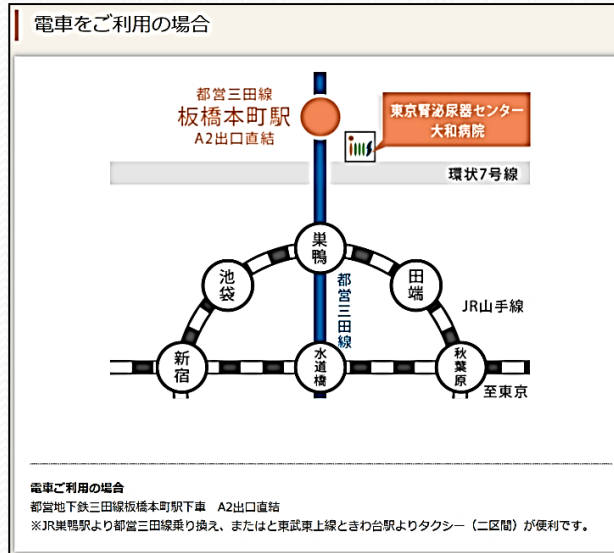 電車をご利用の場合
都営三田線
板橋本町駅
A2出口直結
東京腎泌尿器センター
大和病院
imis
環状7号線
巣鴨
池袋
田端
都営三田線
JR山手線
新宿
水道橋
秋葉原
至東京
電車ご利用の場合
都営地下鉄三田線板橋本町駅下車　A2出口直結
※JR巣鴨駅より都営三田線乗り換え、またはと東武東上線ときわ台駅よりタクシー（二区間）が便利です。